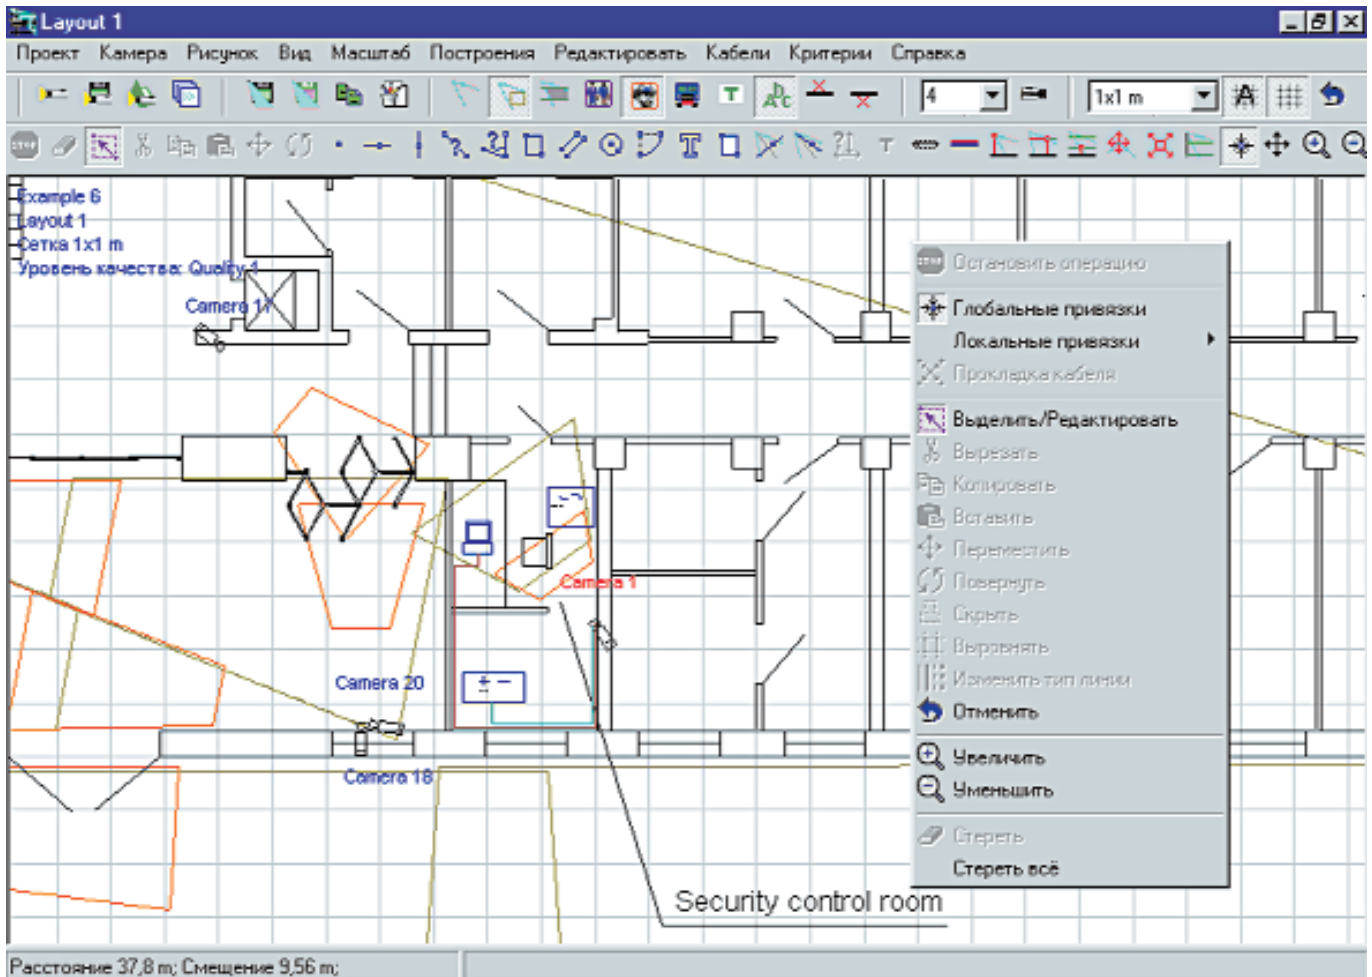 Layout 1
Проект Камера Рисунок Вид Масштаб Построения Редактировать Кабели Критерии Справка
4 1x1 m
Example 6
Layout 1
Сетка 1x1 m
Уровень качества: Quality 1
Camera 11
Camera 1
Camera 20
Camera 18
Security control room
Остановить операцию
Глобальные привязки
Локальные привязки
Прокладка кабеля
Выделить/Редактировать
Вырезать
Копировать
Вставить
Переместить
Повернуть
Скрыть
Выровнять
Изменить тип линии
Отменить
Увеличить
Уменьшить
Стереть
Стереть всё
Расстояние 37,8 m; Смещение 9,56 m;